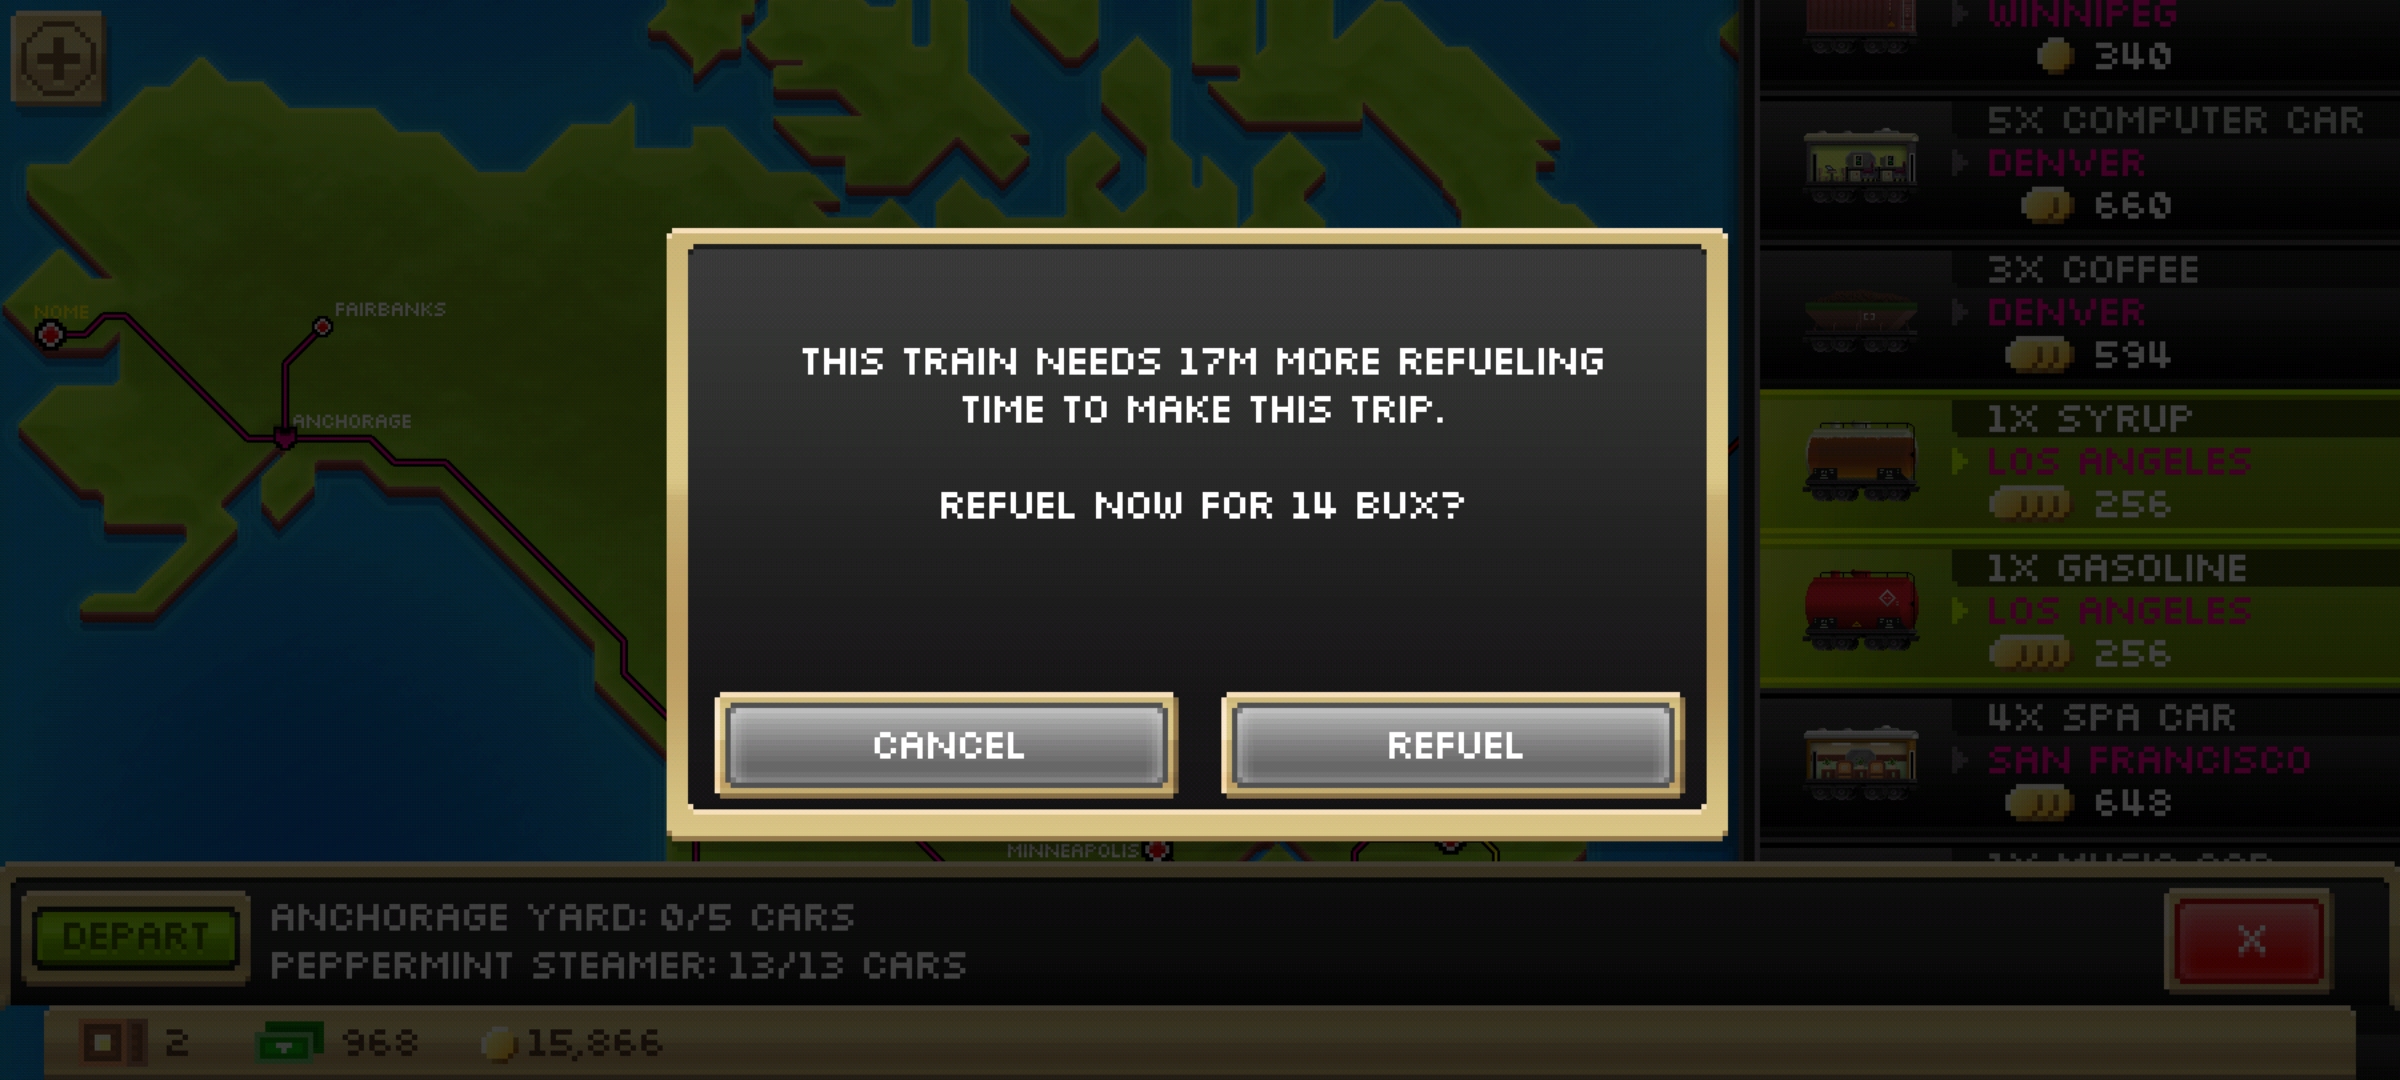 WINNIPEG
340
5X COMPUTER CAR
DENVER
660
3X COFFEE
DENVER
594
1X SYRUP
LOS ANGELES
256
1X GASOLINE
LOS ANGELES
256
4X SPA CAR
SAN FRANCISCO
648
1X MUSIC CAR
NOME
FAIRBANKS
ANCHORAGE
MINNEAPOLIS
THIS TRAIN NEEDS 17M MORE REFUELING
TIME TO MAKE THIS TRIP.
REFUEL NOW FOR 14 BUX?
CANCEL
REFUEL
DEPART
ANCHORAGE YARD: 0/5 CARS
PEPPERMINT STEAMER: 13/13 CARS
X
2
968
15,866